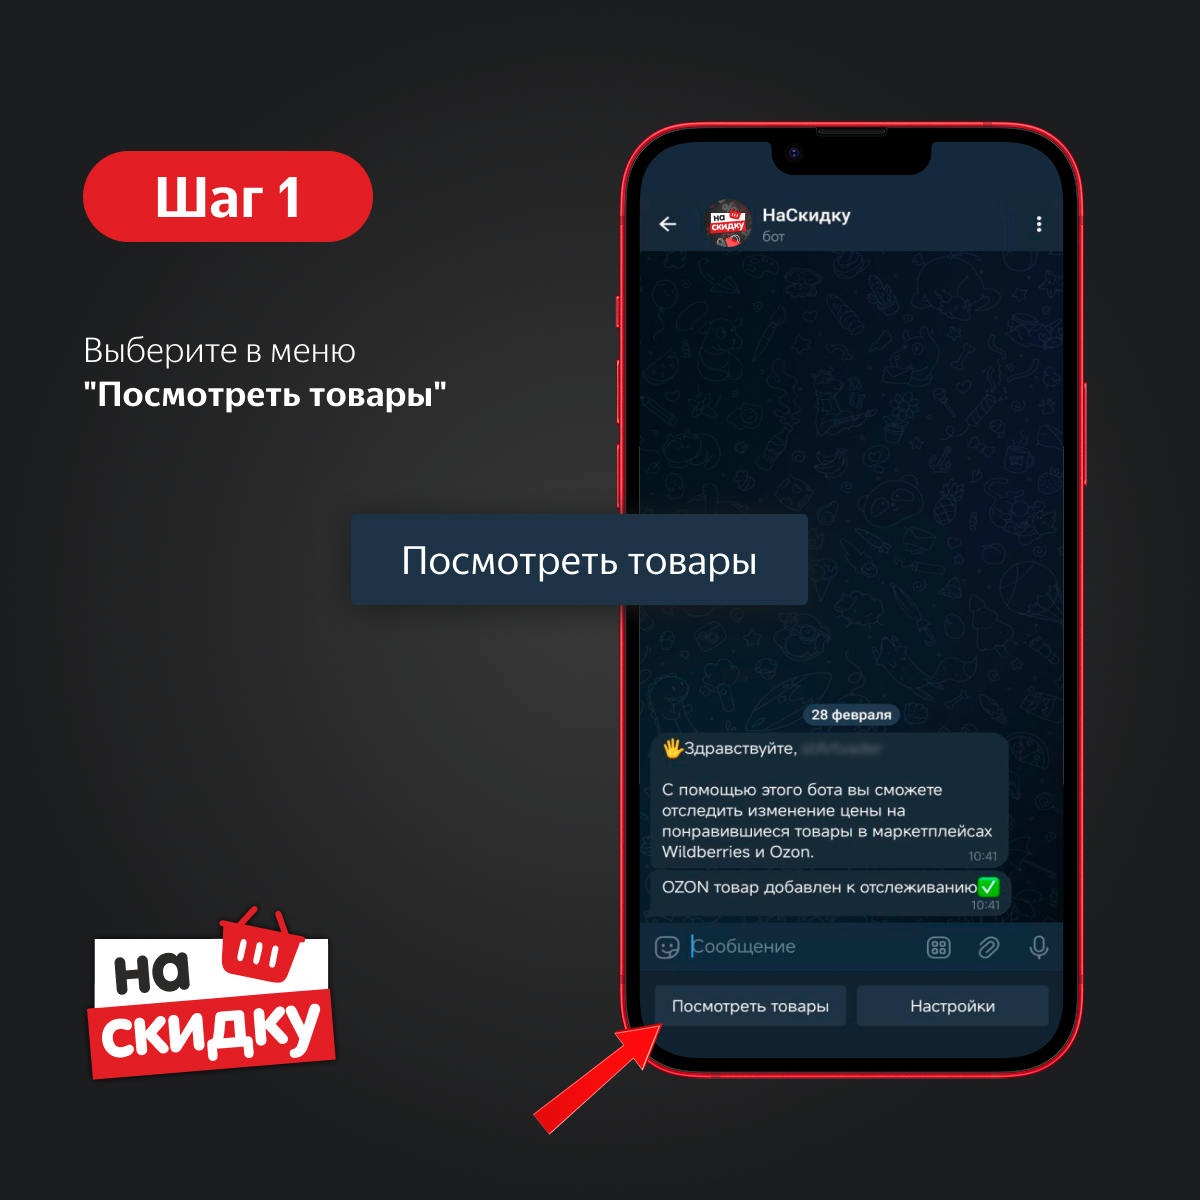 Шаг 1
Выберите в меню
"Посмотреть товары"
Посмотреть товары
на
скидку
НаСкидку
бот
28 февраля
👋Здравствуйте,
С помощью этого бота вы сможете
отследить изменение цены на
понравившиеся товары в маркетплейсах
Wildberries и Ozon.
10:41
OZON товар добавлен к отслеживанию✅
10:41
Сообщение
Посмотреть товары
Настройки
на
скидку